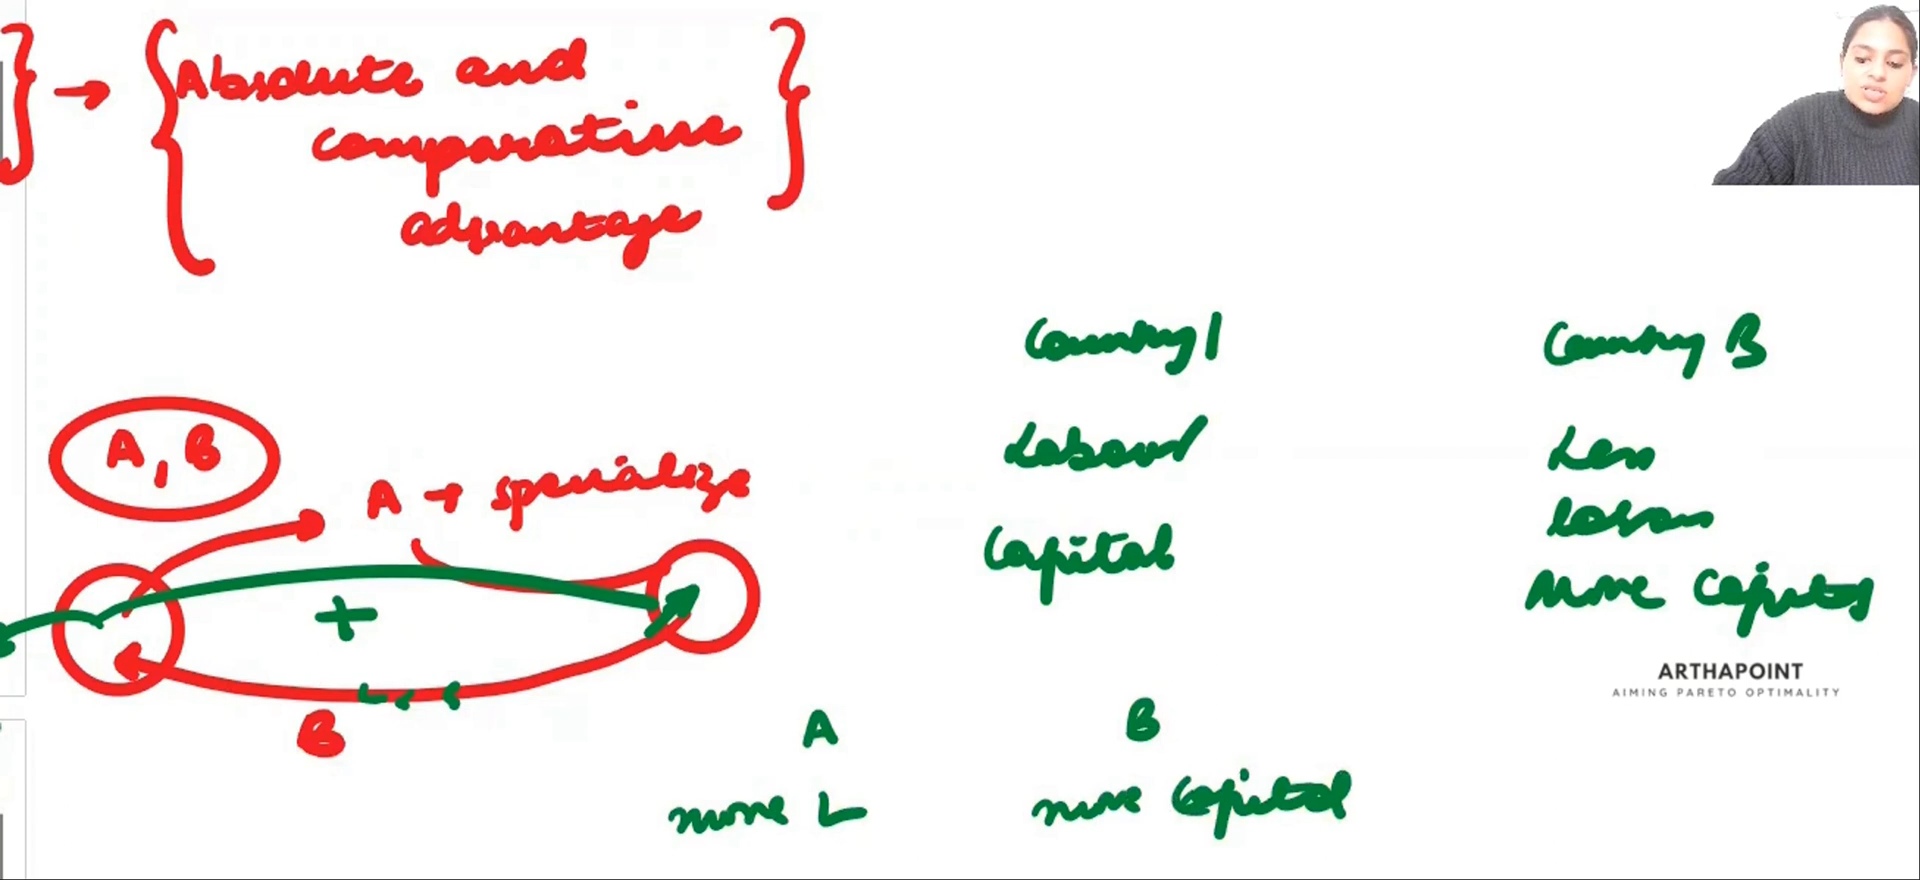 Absolute and
comparative
advantage
Country 1
Country B
A, B
Labour
Less
A → specialize
Labour
Capital
More Capital
+
ARTHAPOINT
AIMING PARETO OPTIMALITY
B
A
B
more L
more Capital